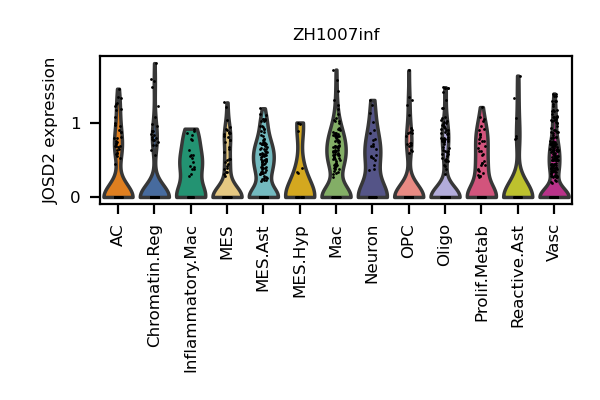 ZH1007inf
JOSD2 expression
1
0
AC
Chromatin.Reg
Inflammatory.Mac
MES
MES.Ast
MES.Hyp
Mac
Neuron
OPC
Oligo
Prolif.Metab
Reactive.Ast
Vasc